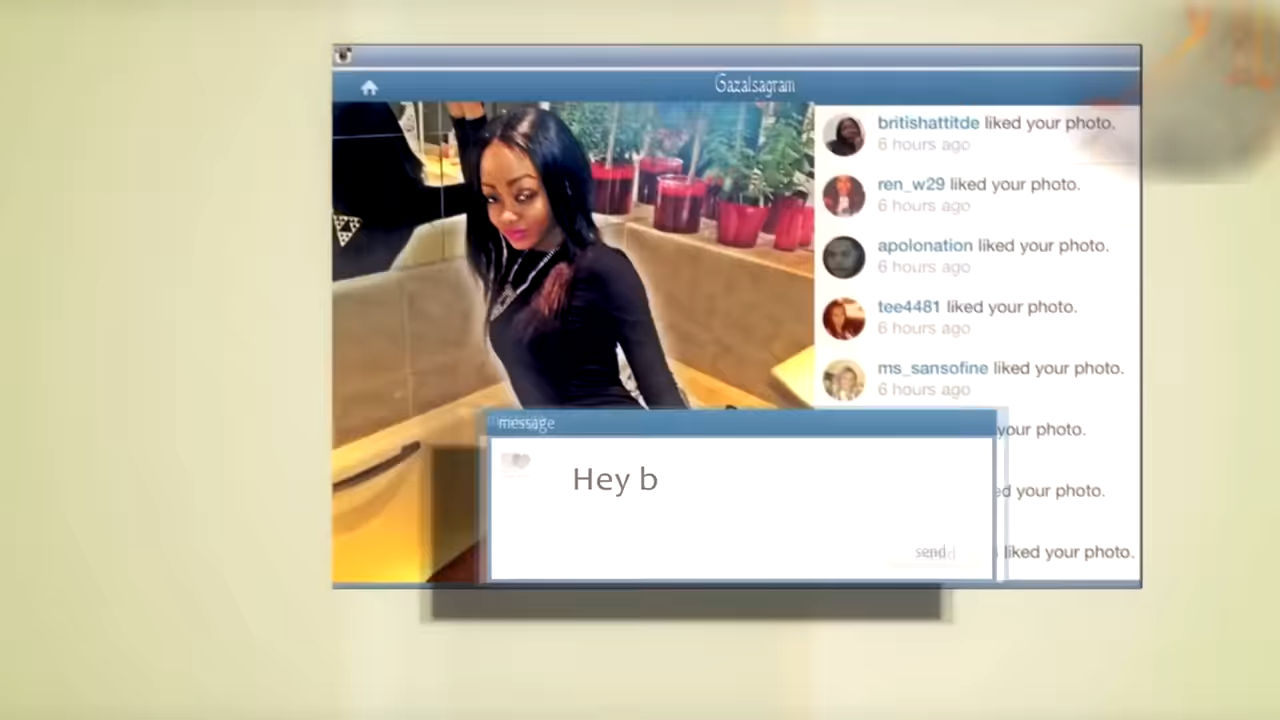 Gazalsagram
britishattitde liked your photo.
6 hours ago
ren_w29 liked your photo.
6 hours ago
apolonation liked your photo.
6 hours ago
tee4481 liked your photo.
6 hours ago
ms_sansofine liked your photo.
6 hours ago
your photo.
ed your photo.
liked your photo.
message
Hey b
send